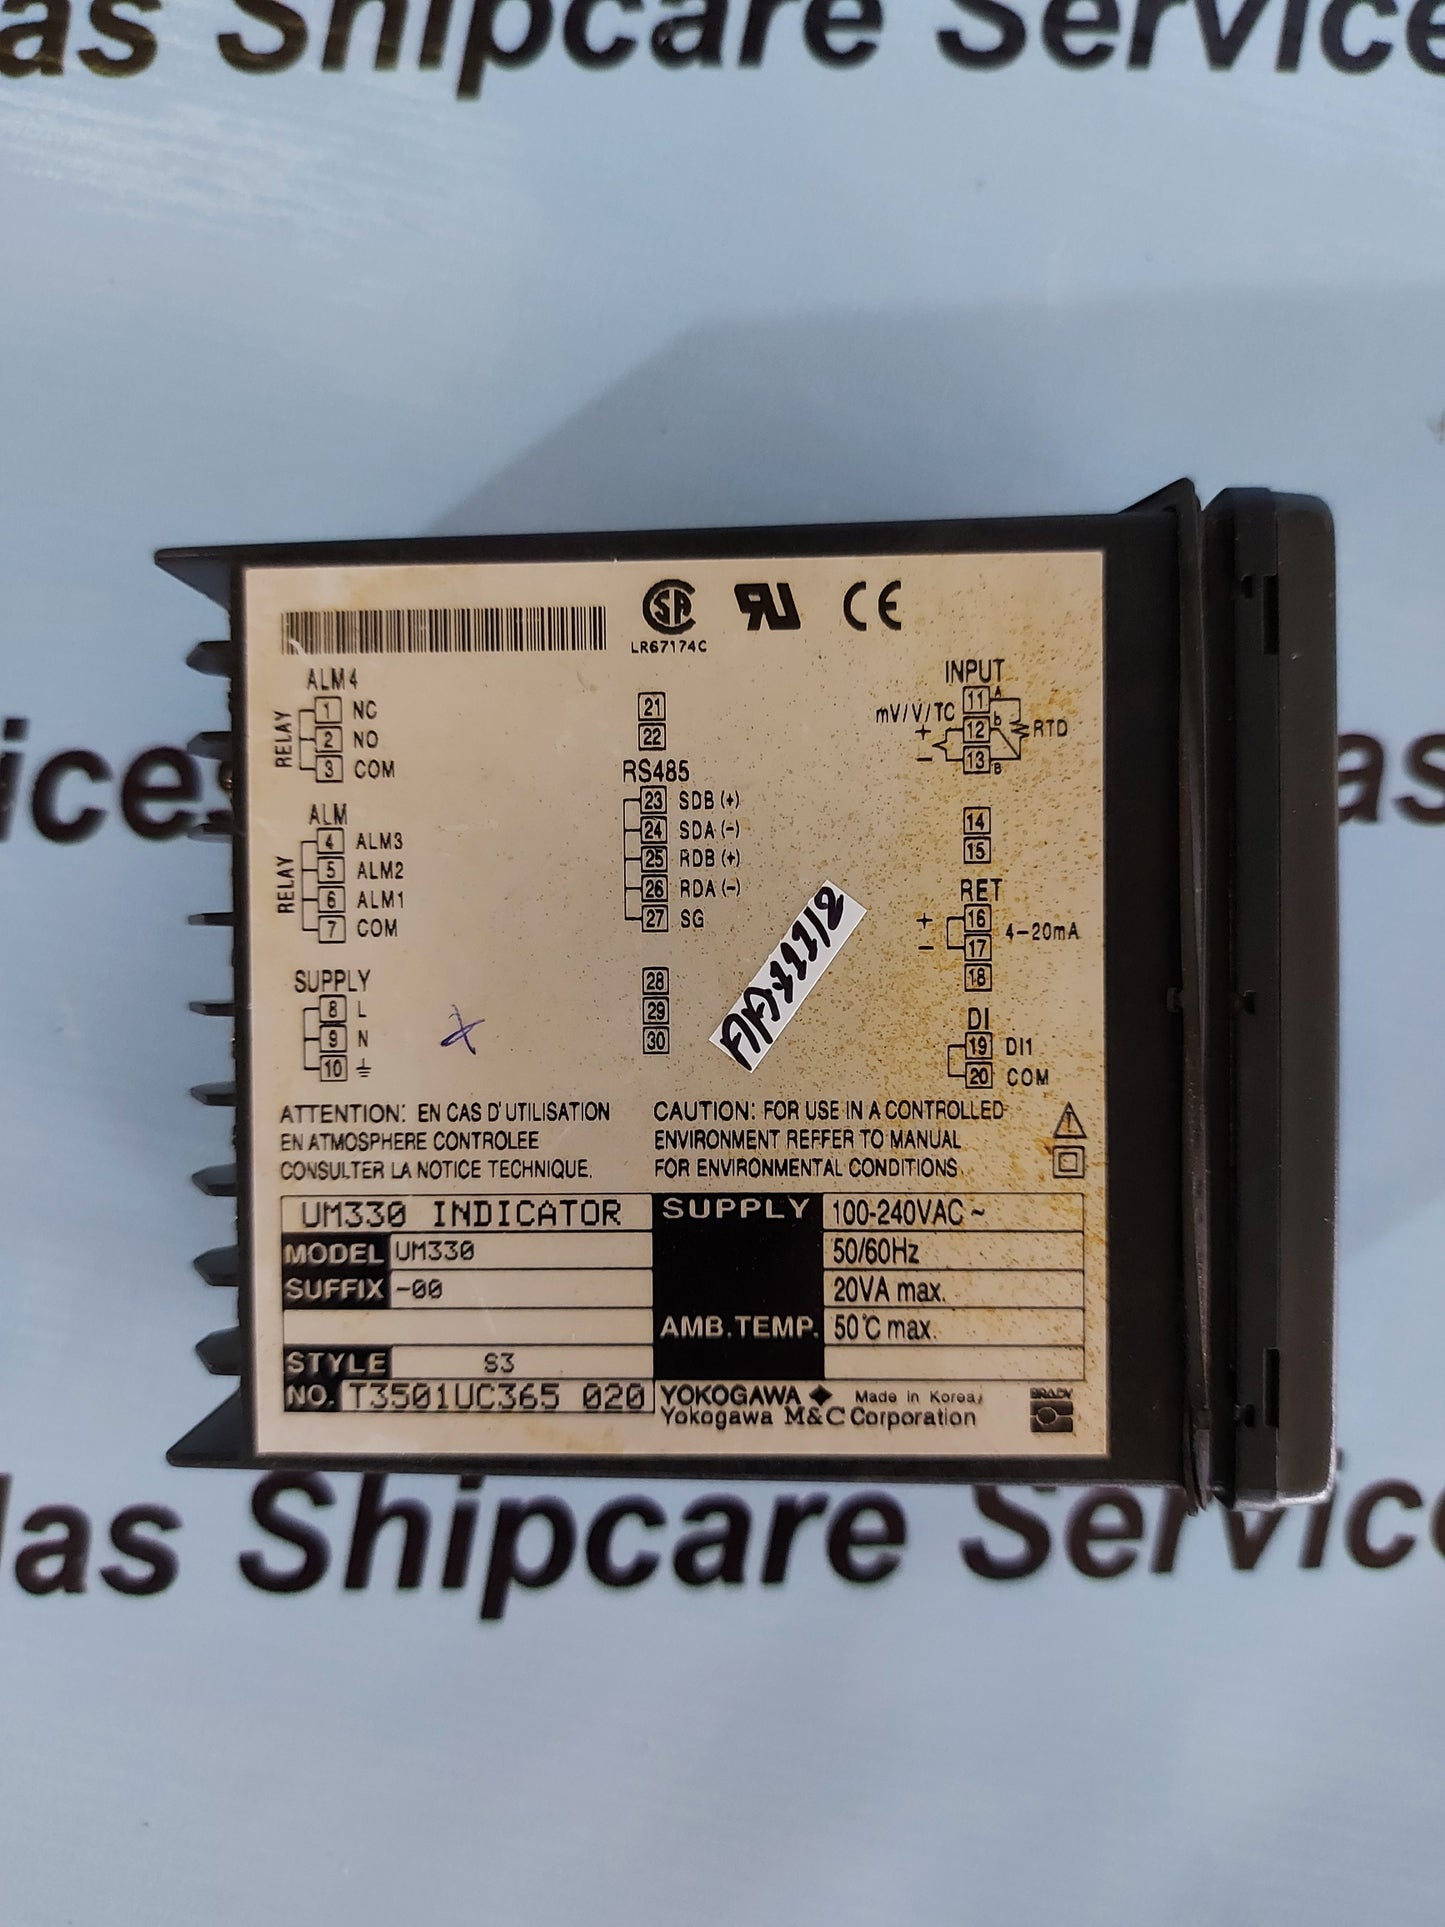 as Shipcare Service
ices
as
LR67174C
ALM4
RELAY
1 NC
2 NO
3 COM
ALM
RELAY
4 ALM3
5 ALM2
6 ALM1
7 COM
SUPPLY
8 L
9 N
10
21
22
RS485
23 SDB (+)
24 SDA (-)
25 RDB (+)
26 RDA (-)
27 SG
28
29
30
INPUT
mV/V/TC
+
-
11 A
12 b
13 B
RTD
14
15
RET
+ 16
- 17
4-20mA
18
DI
19 DI1
20 COM
ATTENTION: EN CAS D'UTILISATION
EN ATMOSPHERE CONTROLEE
CONSULTER LA NOTICE TECHNIQUE.
CAUTION: FOR USE IN A CONTROLLED
ENVIRONMENT REFFER TO MANUAL
FOR ENVIRONMENTAL CONDITIONS.
UM330 INDICATOR
MODEL UM330
SUFFIX -00
STYLE S3
NO. T3501UC365 020
SUPPLY 100-240VAC ~
50/60Hz
20VA max.
AMB.TEMP. 50°C max.
YOKOGAWA Made in Korea
Yokogawa M&C Corporation
BRADY
las Shipcare Service